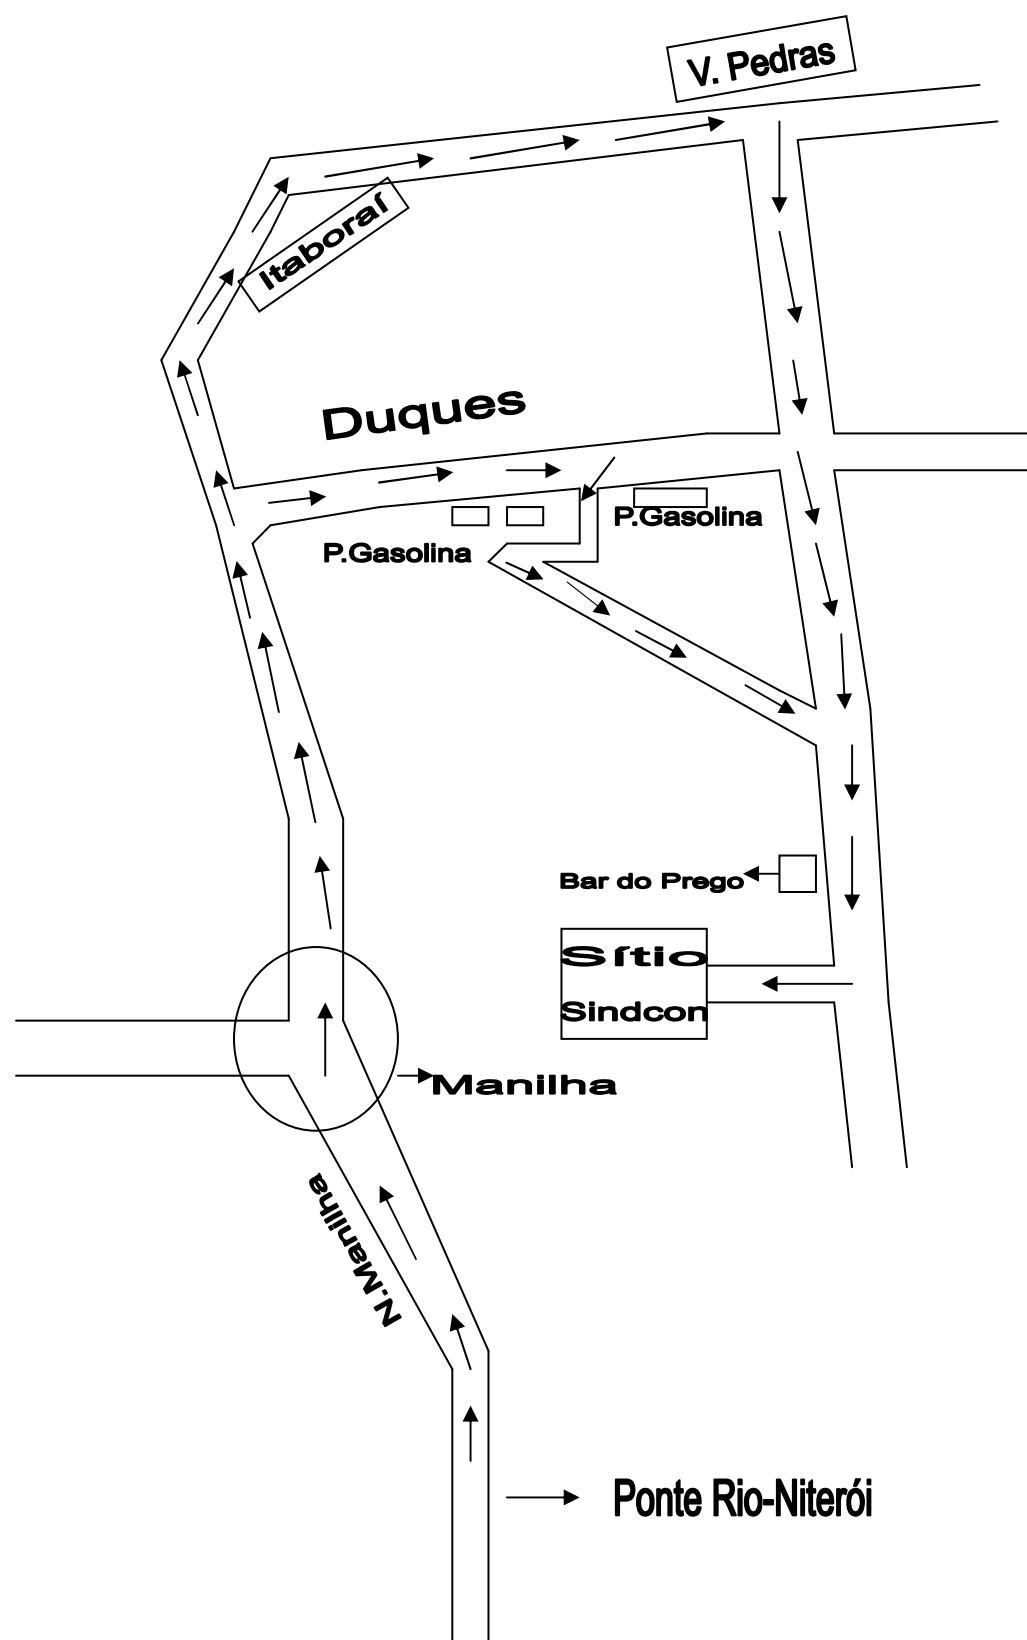 V. Pedras
Itaboraí
Duques
P.Gasolina
P.Gasolina
Bar do Prego
Sítio
Sindcon
Manilha
N.Manilha
Ponte Rio-Niterói